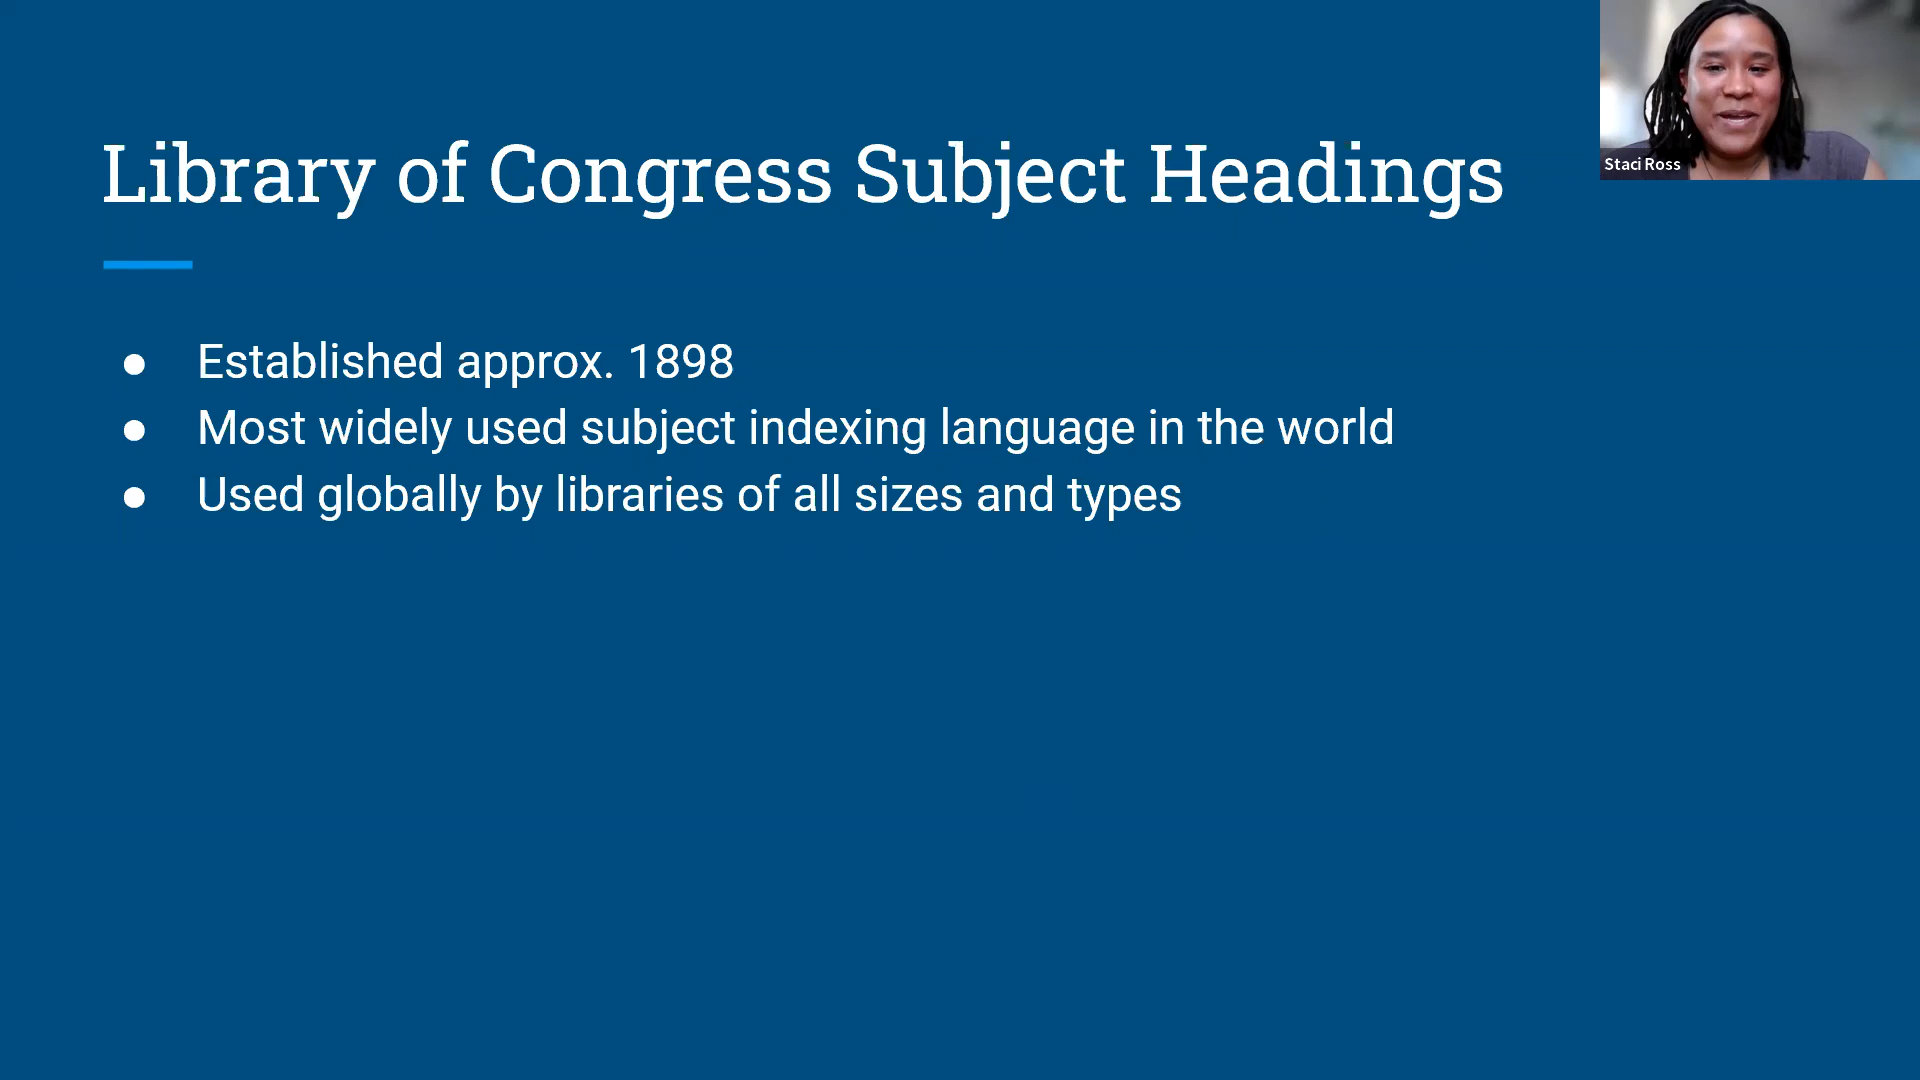 Library of Congress Subject Headings
Staci Ross
● Established approx. 1898
● Most widely used subject indexing language in the world
● Used globally by libraries of all sizes and types